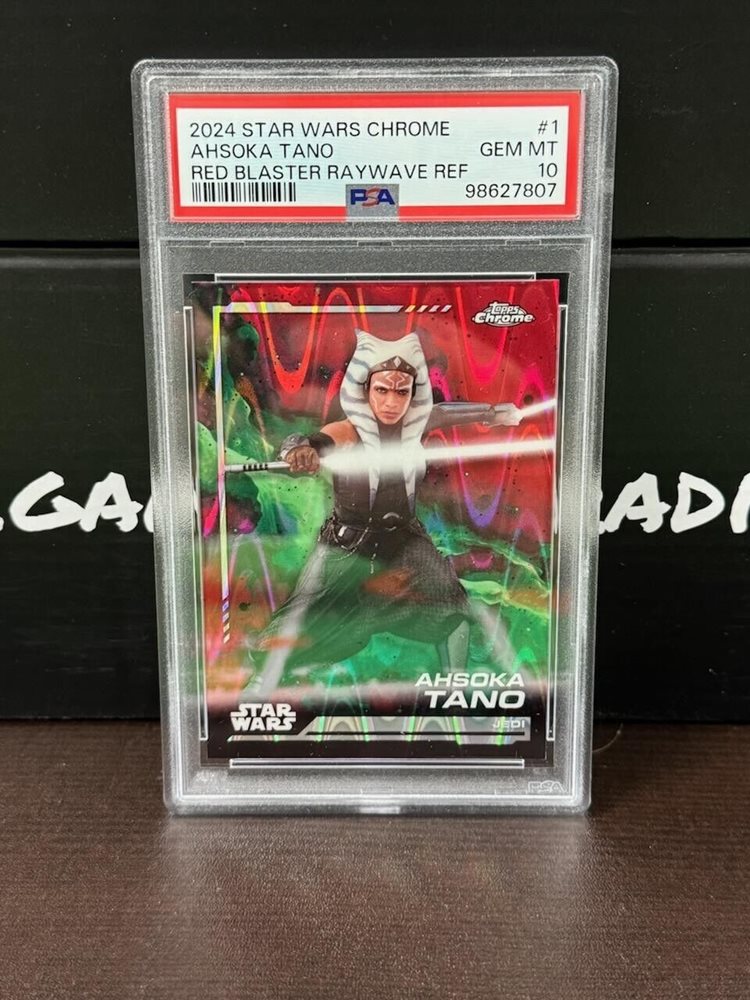 2024 STAR WARS CHROME #1
AHSOKA TANO GEM MT
RED BLASTER RAYWAVE REF 10
PSA 98627807
Topps
Chrome
AHSOKA
TANO
STAR
WARS
JEDI
PSA